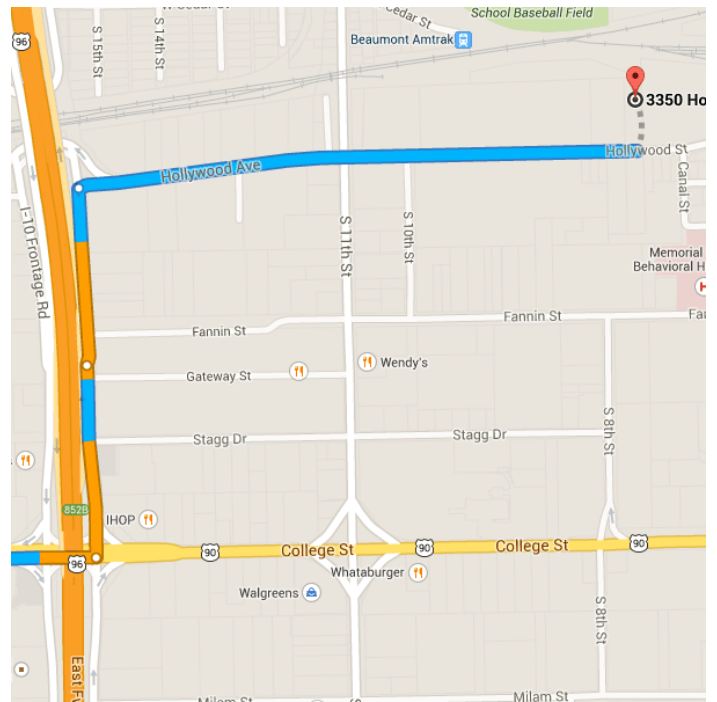 W Cedar St
Cedar St
School Baseball Field
96
S 15th St
S 14th St
Beaumont Amtrak
3350 Ho
Hollywood St
Hollywood Ave
Canal St
I-10 Frontage Rd
S 11th St
S 10th St
Memorial
Behavioral H
H
Fannin St
Fannin St
Fa
Wendy's
Gateway St
Stagg Dr
Stagg Dr
S 8th St
852B
IHOP
90
College St
90
College St
90
96
Whataburger
Walgreens
S 8th St
East F
Milam St
Milam St